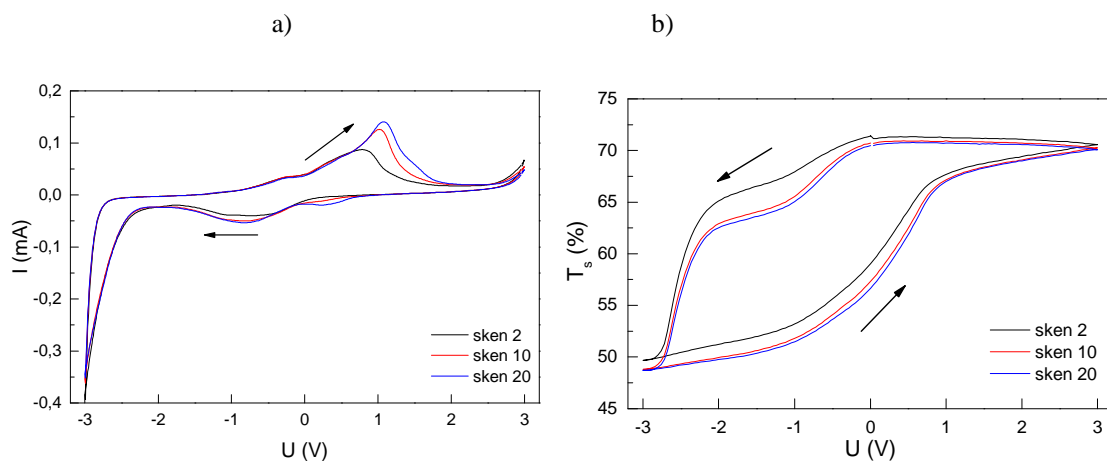 a)
b)
0,2
0,1
0,0
-0,1
-0,2
-0,3
-0,4
I (mA)
-3 -2 -1 0 1 2 3
U (V)
sken 2
sken 10
sken 20
75
70
65
60
55
50
45
T_s (%)
-3 -2 -1 0 1 2 3
U (V)
sken 2
sken 10
sken 20